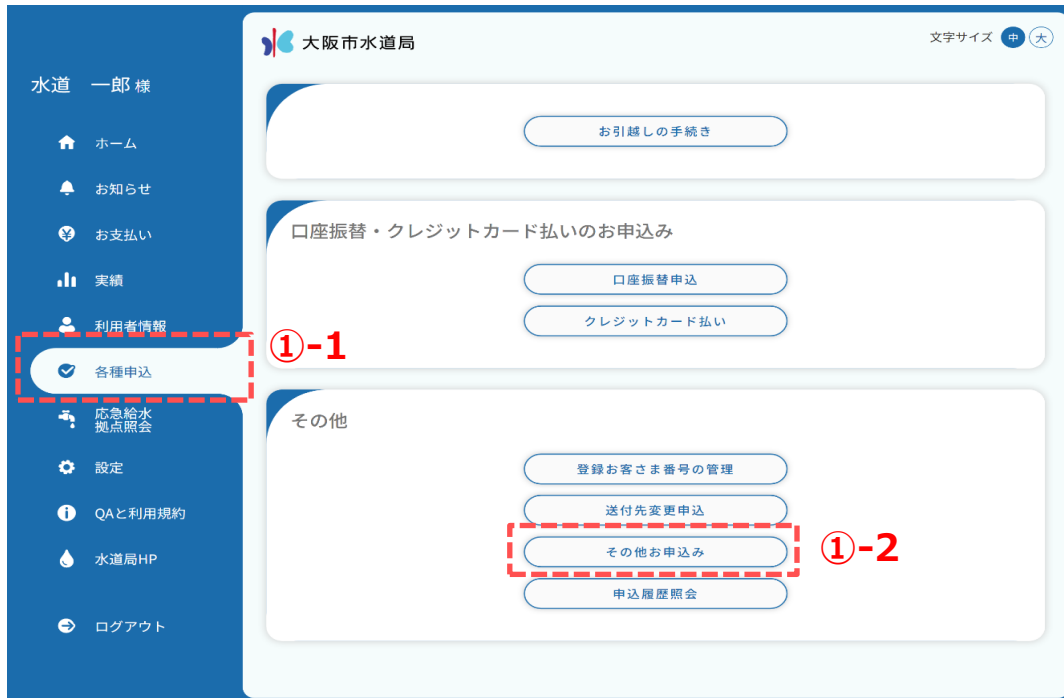 大阪市水道局
文字サイズ 中 大
水道 一郎 様
ホーム
お知らせ
お支払い
実績
利用者情報
各種申込
応急給水
拠点照会
設定
QAと利用規約
水道局HP
ログアウト
お引越しの手続き
口座振替・クレジットカード払いのお申込み
口座振替申込
クレジットカード払い
①-1
その他
登録お客さま番号の管理
送付先変更申込
その他お申込み
①-2
申込履歴照会